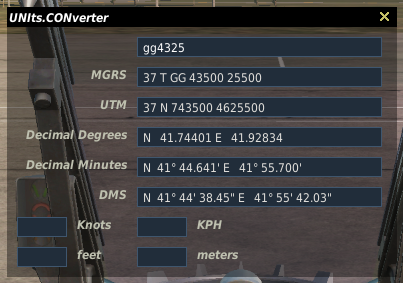 UNIts.CONverter
gg4325
MGRS 37 T GG 43500 25500
UTM 37 N 743500 4625500
Decimal Degrees N 41.74401 E 41.92834
Decimal Minutes N 41° 44.641' E 41° 55.700'
DMS N 41° 44' 38.45" E 41° 55' 42.03"
Knots KPH
feet meters